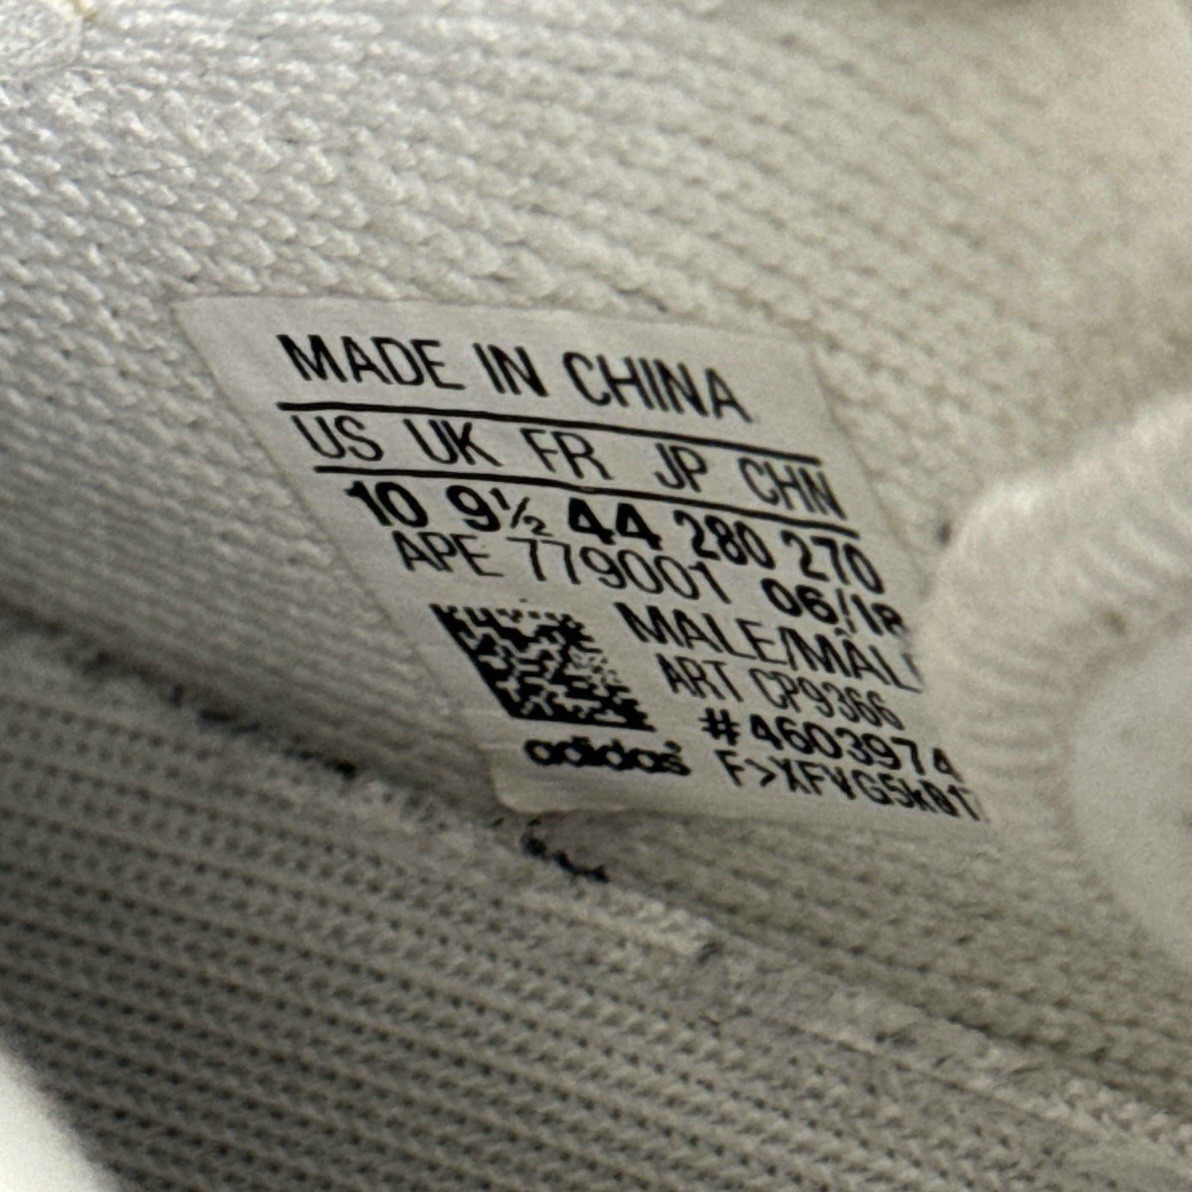 MADE IN CHINA
US UK FR JP CHN
10 9½ 44 280 270
APE 779001 06/18
MALE/MÂL
ART CP9366
#4603974
adidas